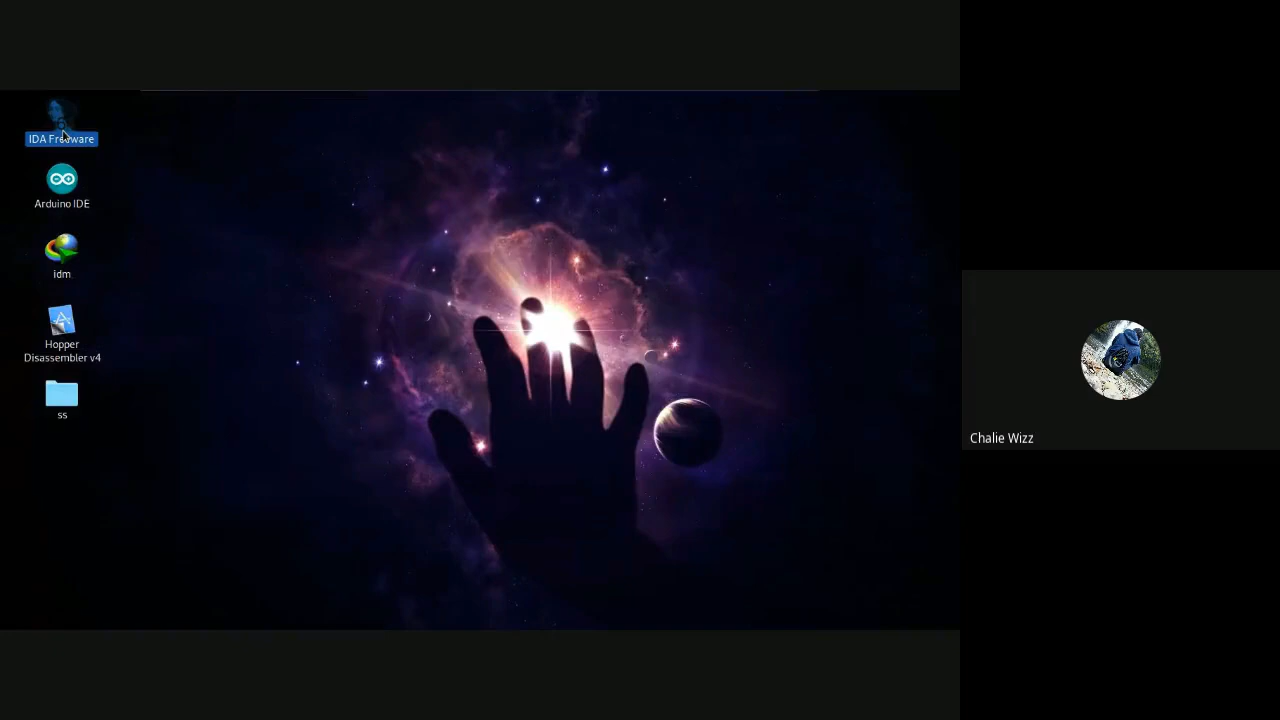 IDA Freeware
Arduino IDE
idm
Hopper
Disassembler v4
ss
Chalie Wizz